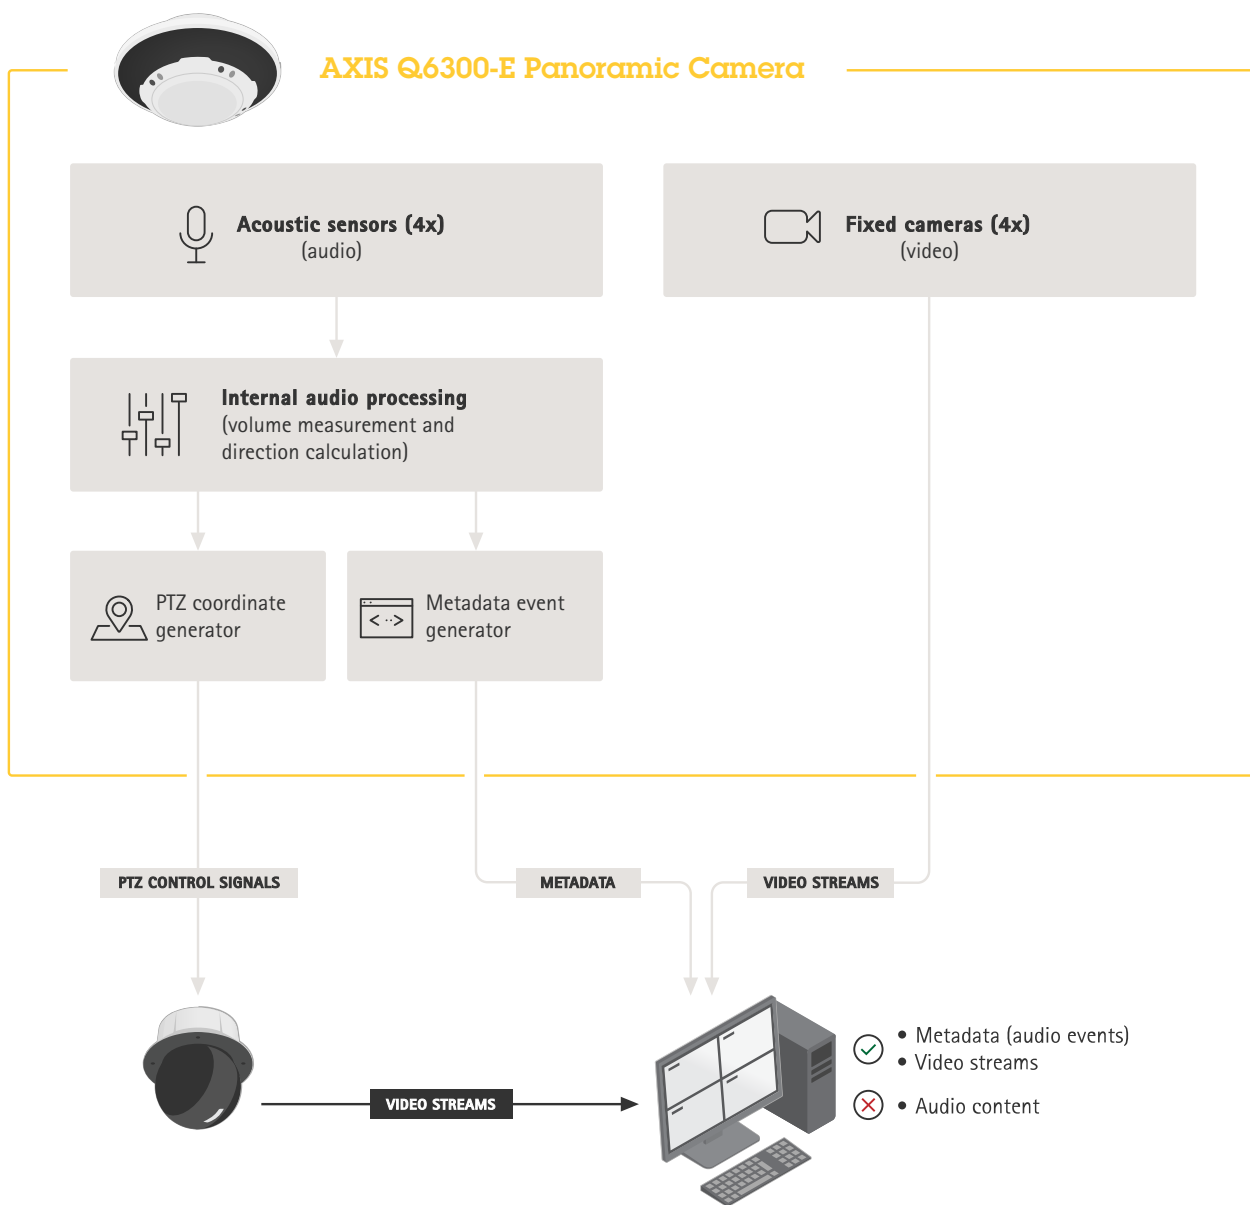 AXIS Q6300-E Panoramic Camera
Acoustic sensors (4x)
(audio)
Fixed cameras (4x)
(video)
Internal audio processing
(volume measurement and
direction calculation)
PTZ coordinate
generator
< ··>
Metadata event
generator
PTZ CONTROL SIGNALS
METADATA
VIDEO STREAMS
VIDEO STREAMS
• Metadata (audio events)
• Video streams
• Audio content